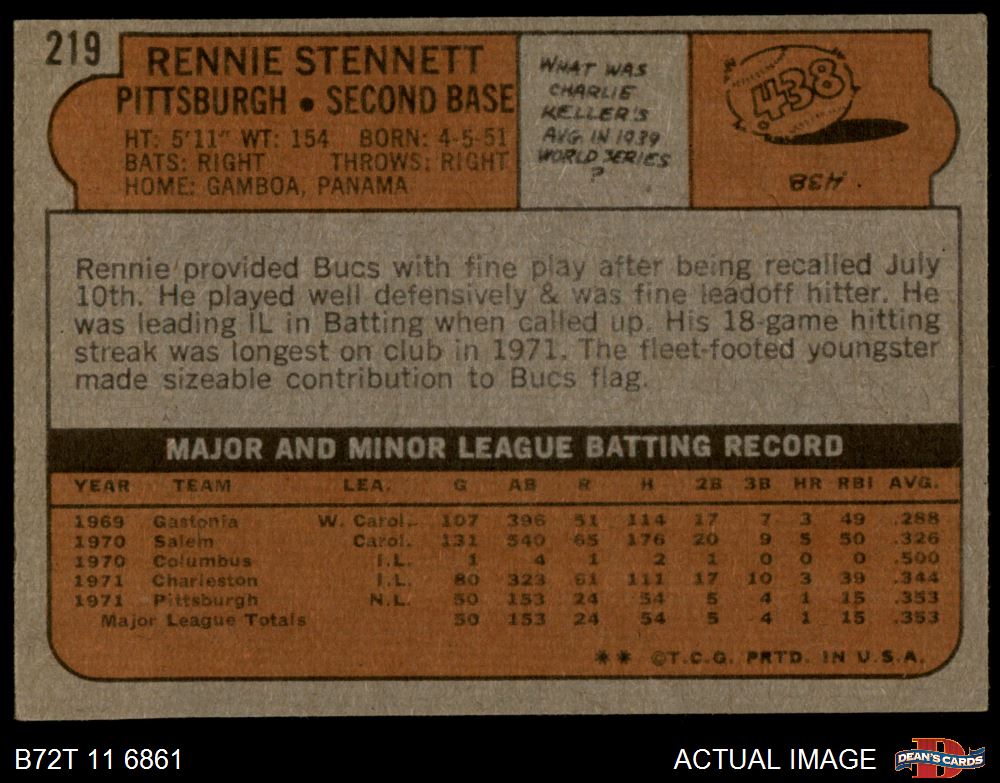 219
RENNIE STENNETT
PITTSBURGH • SECOND BASE
HT: 5'11" WT: 154 BORN: 4-5-51
BATS: RIGHT THROWS: RIGHT
HOME: GAMBOA, PANAMA
WHAT WAS
CHARLIE
KELLER'S
AVG IN 1939
WORLD SERIES
?
.438
A38
Rennie provided Bucs with fine play after being recalled July
10th. He played well defensively & was fine leadoff hitter. He
was leading IL in Batting when called up. His 18-game hitting
streak was longest on club in 1971. The fleet-footed youngster
made sizeable contribution to Bucs flag.
MAJOR AND MINOR LEAGUE BATTING RECORD
YEAR TEAM LEA. G AB R H 2B 3B HR RBI AVG.
1969 Gastonia W. Carol. 107 396 51 114 17 7 3 49 .288
1970 Salem Carol. 131 540 65 176 20 9 5 50 .326
1970 Columbus I.L. 1 4 1 2 1 0 0 0 .500
1971 Charleston I.L. 80 323 61 111 17 10 3 39 .344
1971 Pittsburgh N.L. 50 153 24 54 5 4 1 15 .353
Major League Totals 50 153 24 54 5 4 1 15 .353
** ©T.C.G. PRTD. IN U.S.A.
B72T 11 6861
ACTUAL IMAGE
D
DEAN'S CARDS